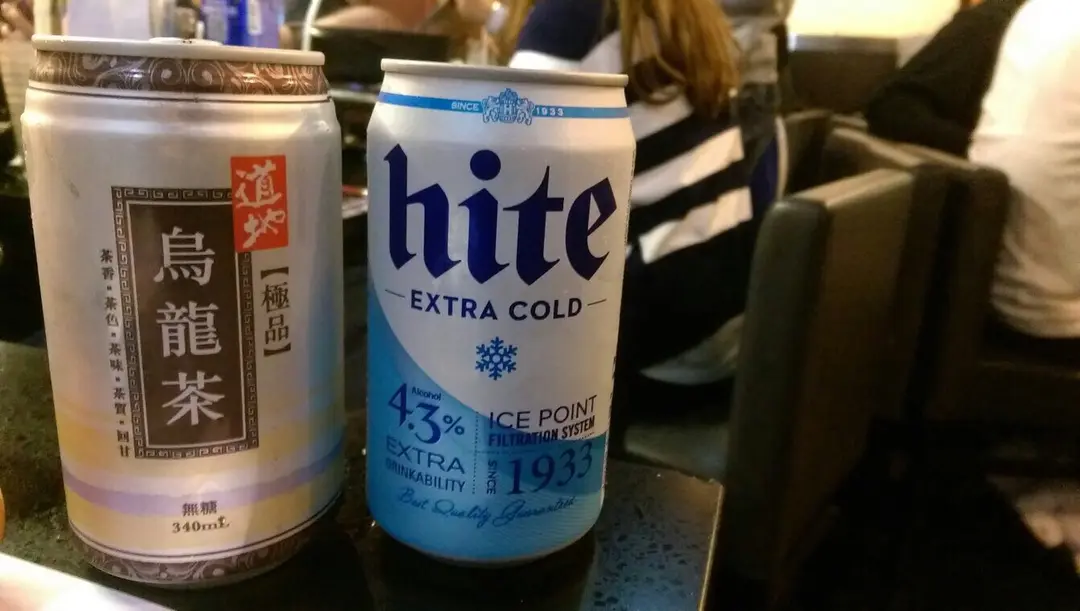 道地
烏龍茶
【極品】
茶香·茶色·茶味·茶質·回甘
無糖
340mL
SINCE 1933
hite
EXTRA COLD
Alcohol
4.3%
EXTRA
DRINKABILITY
ICE POINT
FILTRATION SYSTEM
SINCE 1933
Best Quality Guaranteed